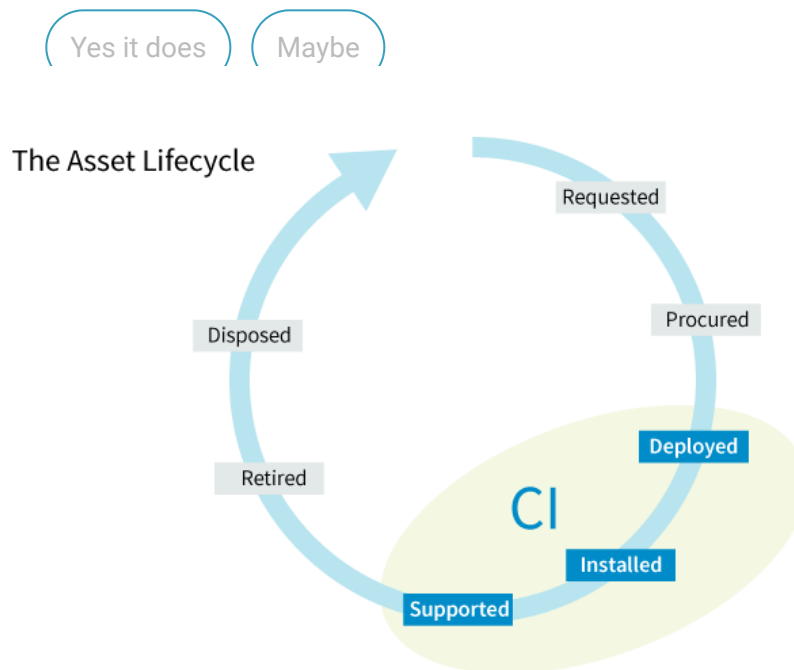 Yes it does
Maybe
The Asset Lifecycle
Requested
Procured
Deployed
CI
Installed
Supported
Retired
Disposed